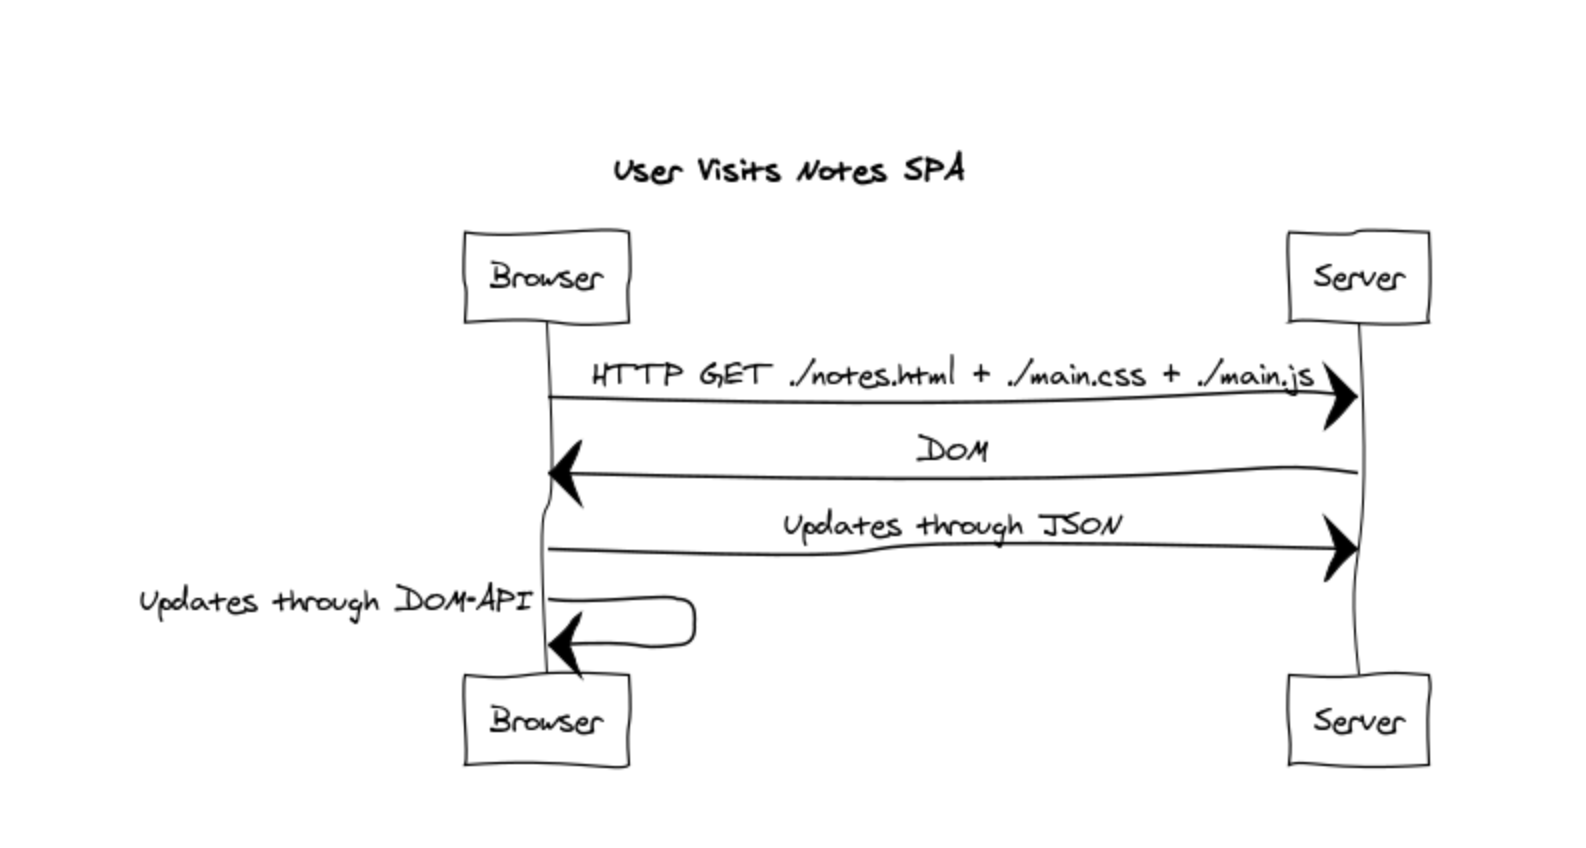 User Visits Notes SPA
Browser
Server
HTTP GET ./notes.html + ./main.css + ./main.js
DOM
Updates through JSON
Updates through DOM-API
Browser
Server